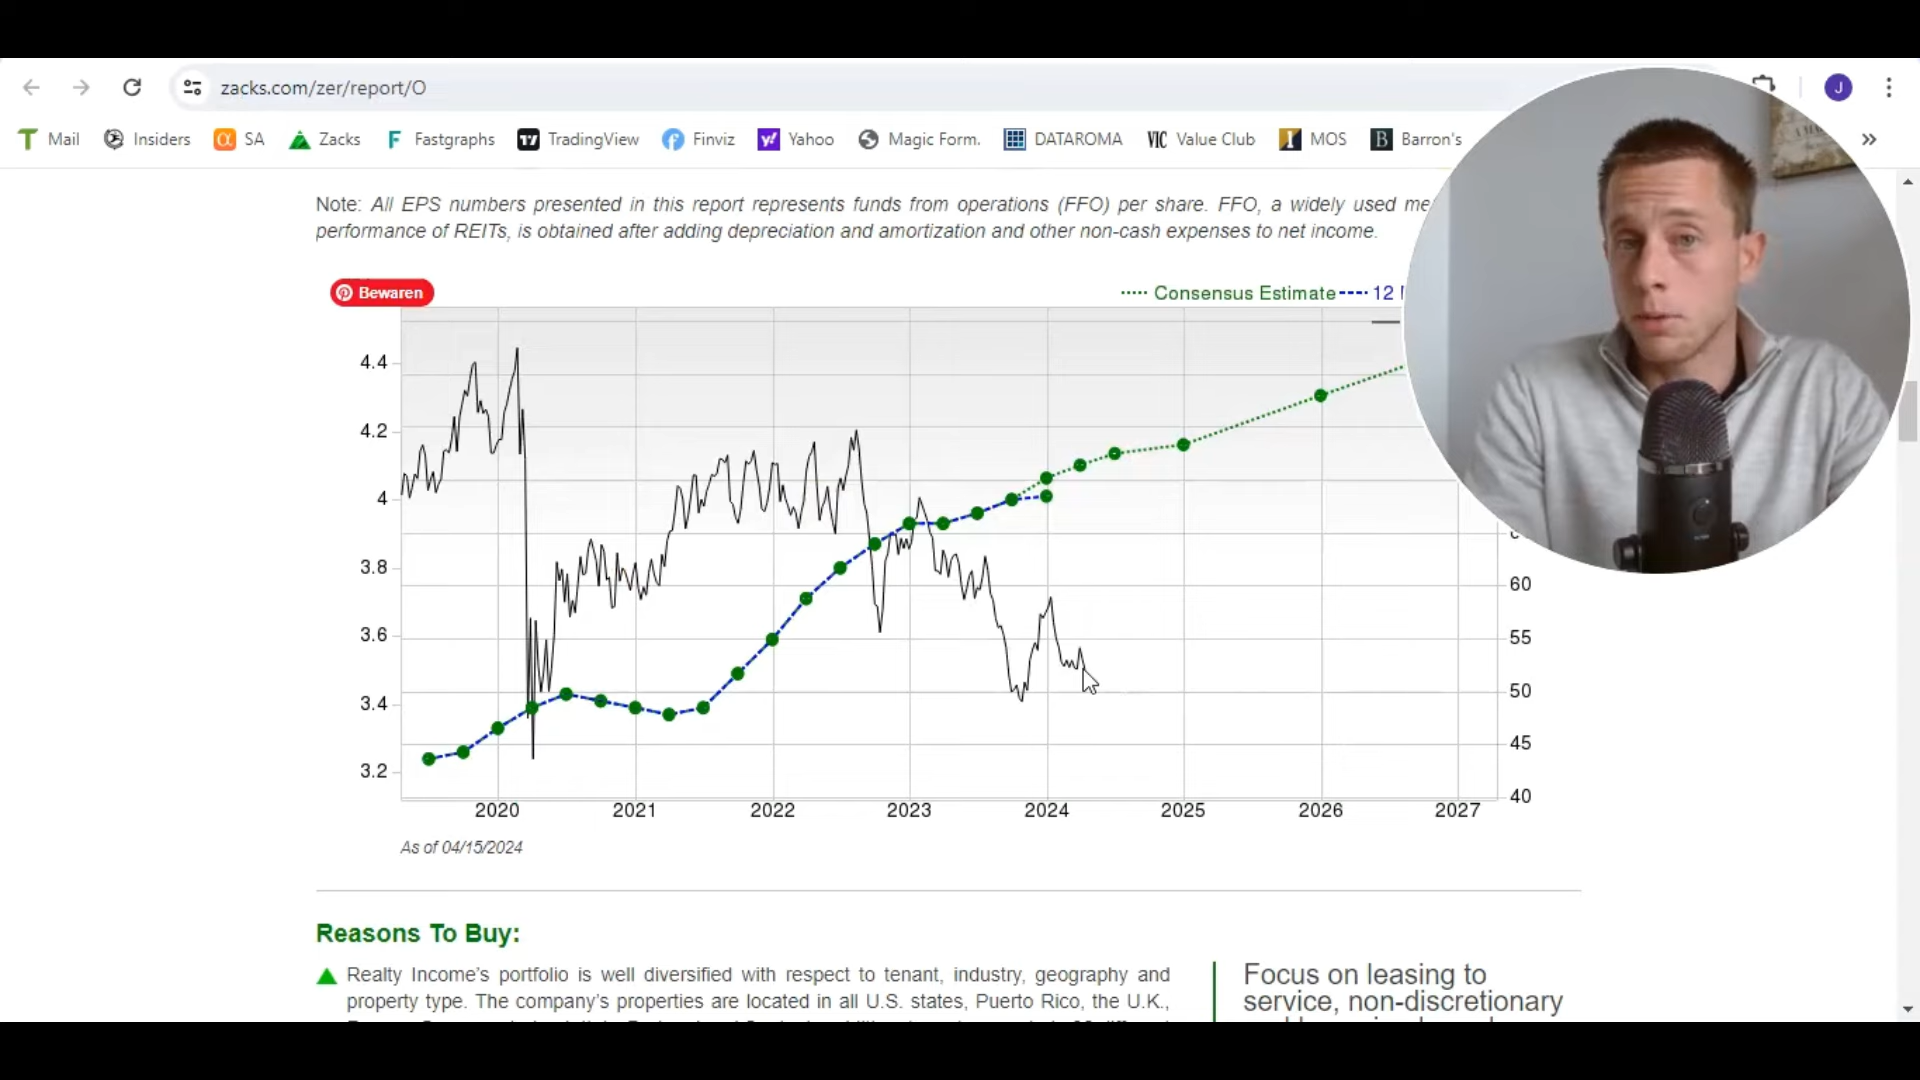 zacks.com/zer/report/O
J
Mail Insiders SA Zacks Fastgraphs TradingView Finviz Yahoo Magic Form. DATAROMA Value Club MOS Barron's
Note: All EPS numbers presented in this report represents funds from operations (FFO) per share. FFO, a widely used
performance of REITs, is obtained after adding depreciation and amortization and other non-cash expenses to net income.
Bewaren
Consensus Estimate 12
4.4
4.2
4
3.8
3.6
3.4
3.2
60
55
50
45
40
2020 2021 2022 2023 2024 2025 2026 2027
As of 04/15/2024
Reasons To Buy:
Realty Income's portfolio is well diversified with respect to tenant, industry, geography and
property type. The company's properties are located in all U.S. states, Puerto Rico, the U.K.,
Focus on leasing to
service, non-discretionary